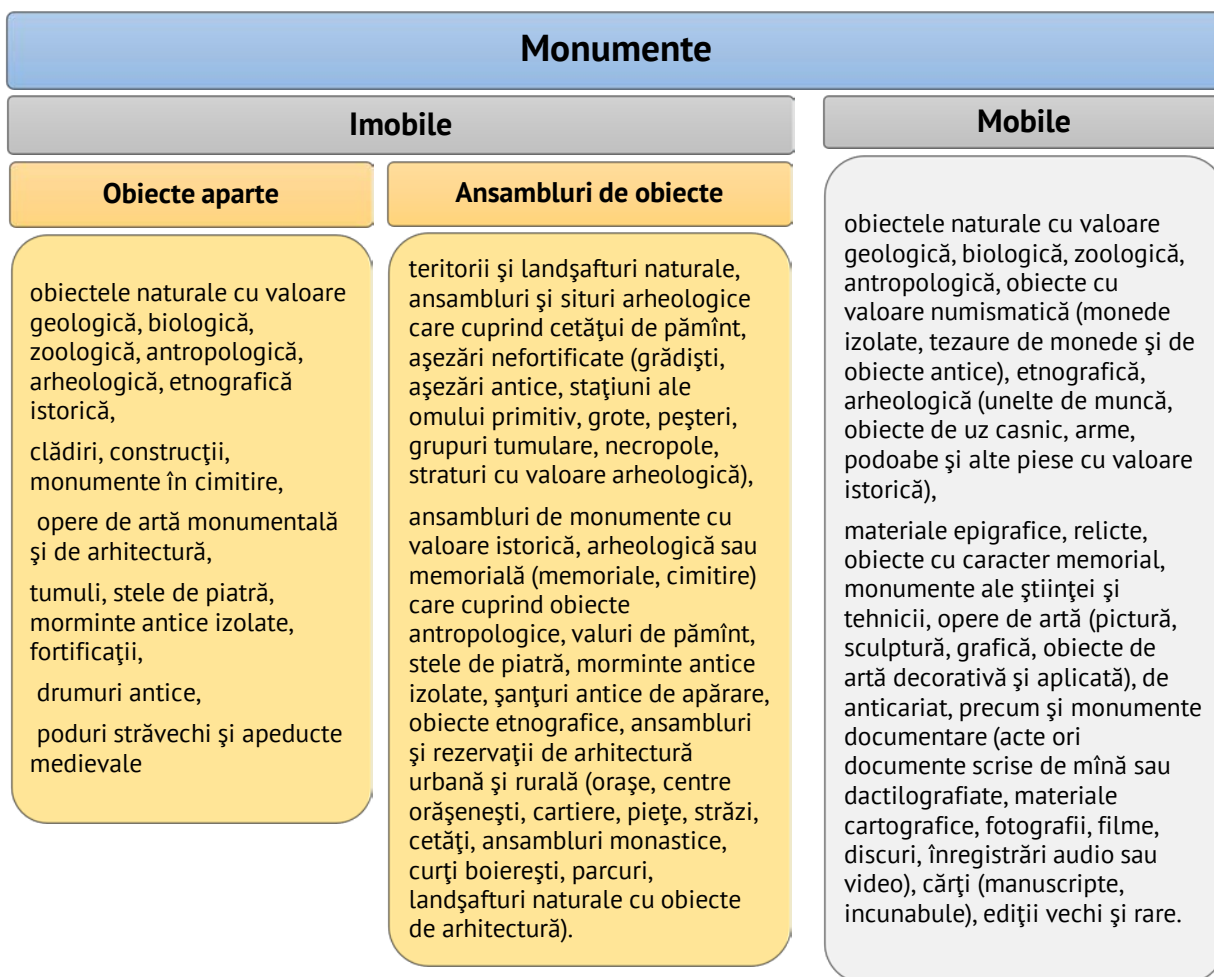 Monumente
Imobile
Mobile
Obiecte aparte
Ansambluri de obiecte
obiectele naturale cu valoare
geologică, biologică,
zoologică, antropologică,
arheologică, etnografică
istorică,
clădiri, construcţii,
monumente în cimitire,
opere de artă monumentală
şi de arhitectură,
tumuli, stele de piatră,
morminte antice izolate,
fortificaţii,
drumuri antice,
poduri străvechi şi apeducte
medievale
teritorii şi landşafturi naturale,
ansambluri şi situri arheologice
care cuprind cetăţui de pămînt,
aşezări nefortificate (grădişti,
aşezări antice, staţiuni ale
omului primitiv, grote, peşteri,
grupuri tumulare, necropole,
straturi cu valoare arheologică),
ansambluri de monumente cu
valoare istorică, arheologică sau
memorială (memoriale, cimitire)
care cuprind obiecte
antropologice, valuri de pămînt,
stele de piatră, morminte antice
izolate, şanţuri antice de apărare,
obiecte etnografice, ansambluri
şi rezervaţii de arhitectură
urbană şi rurală (oraşe, centre
orăşeneşti, cartiere, pieţe, străzi,
cetăţi, ansambluri monastice,
curţi boiereşti, parcuri,
landşafturi naturale cu obiecte
de arhitectură).
obiectele naturale cu valoare
geologică, biologică, zoologică,
antropologică, obiecte cu
valoare numismatică (monede
izolate, tezaure de monede şi de
obiecte antice), etnografică,
arheologică (unelte de muncă,
obiecte de uz casnic, arme,
podoabe şi alte piese cu valoare
istorică),
materiale epigrafice, relicte,
obiecte cu caracter memorial,
monumente ale ştiinţei şi
tehnicii, opere de artă (pictură,
sculptură, grafică, obiecte de
artă decorativă şi aplicată), de
anticariat, precum şi monumente
documentare (acte ori
documente scrise de mînă sau
dactilografiate, materiale
cartografice, fotografii, filme,
discuri, înregistrări audio sau
video), cărţi (manuscripte,
incunabule), ediţii vechi şi rare.